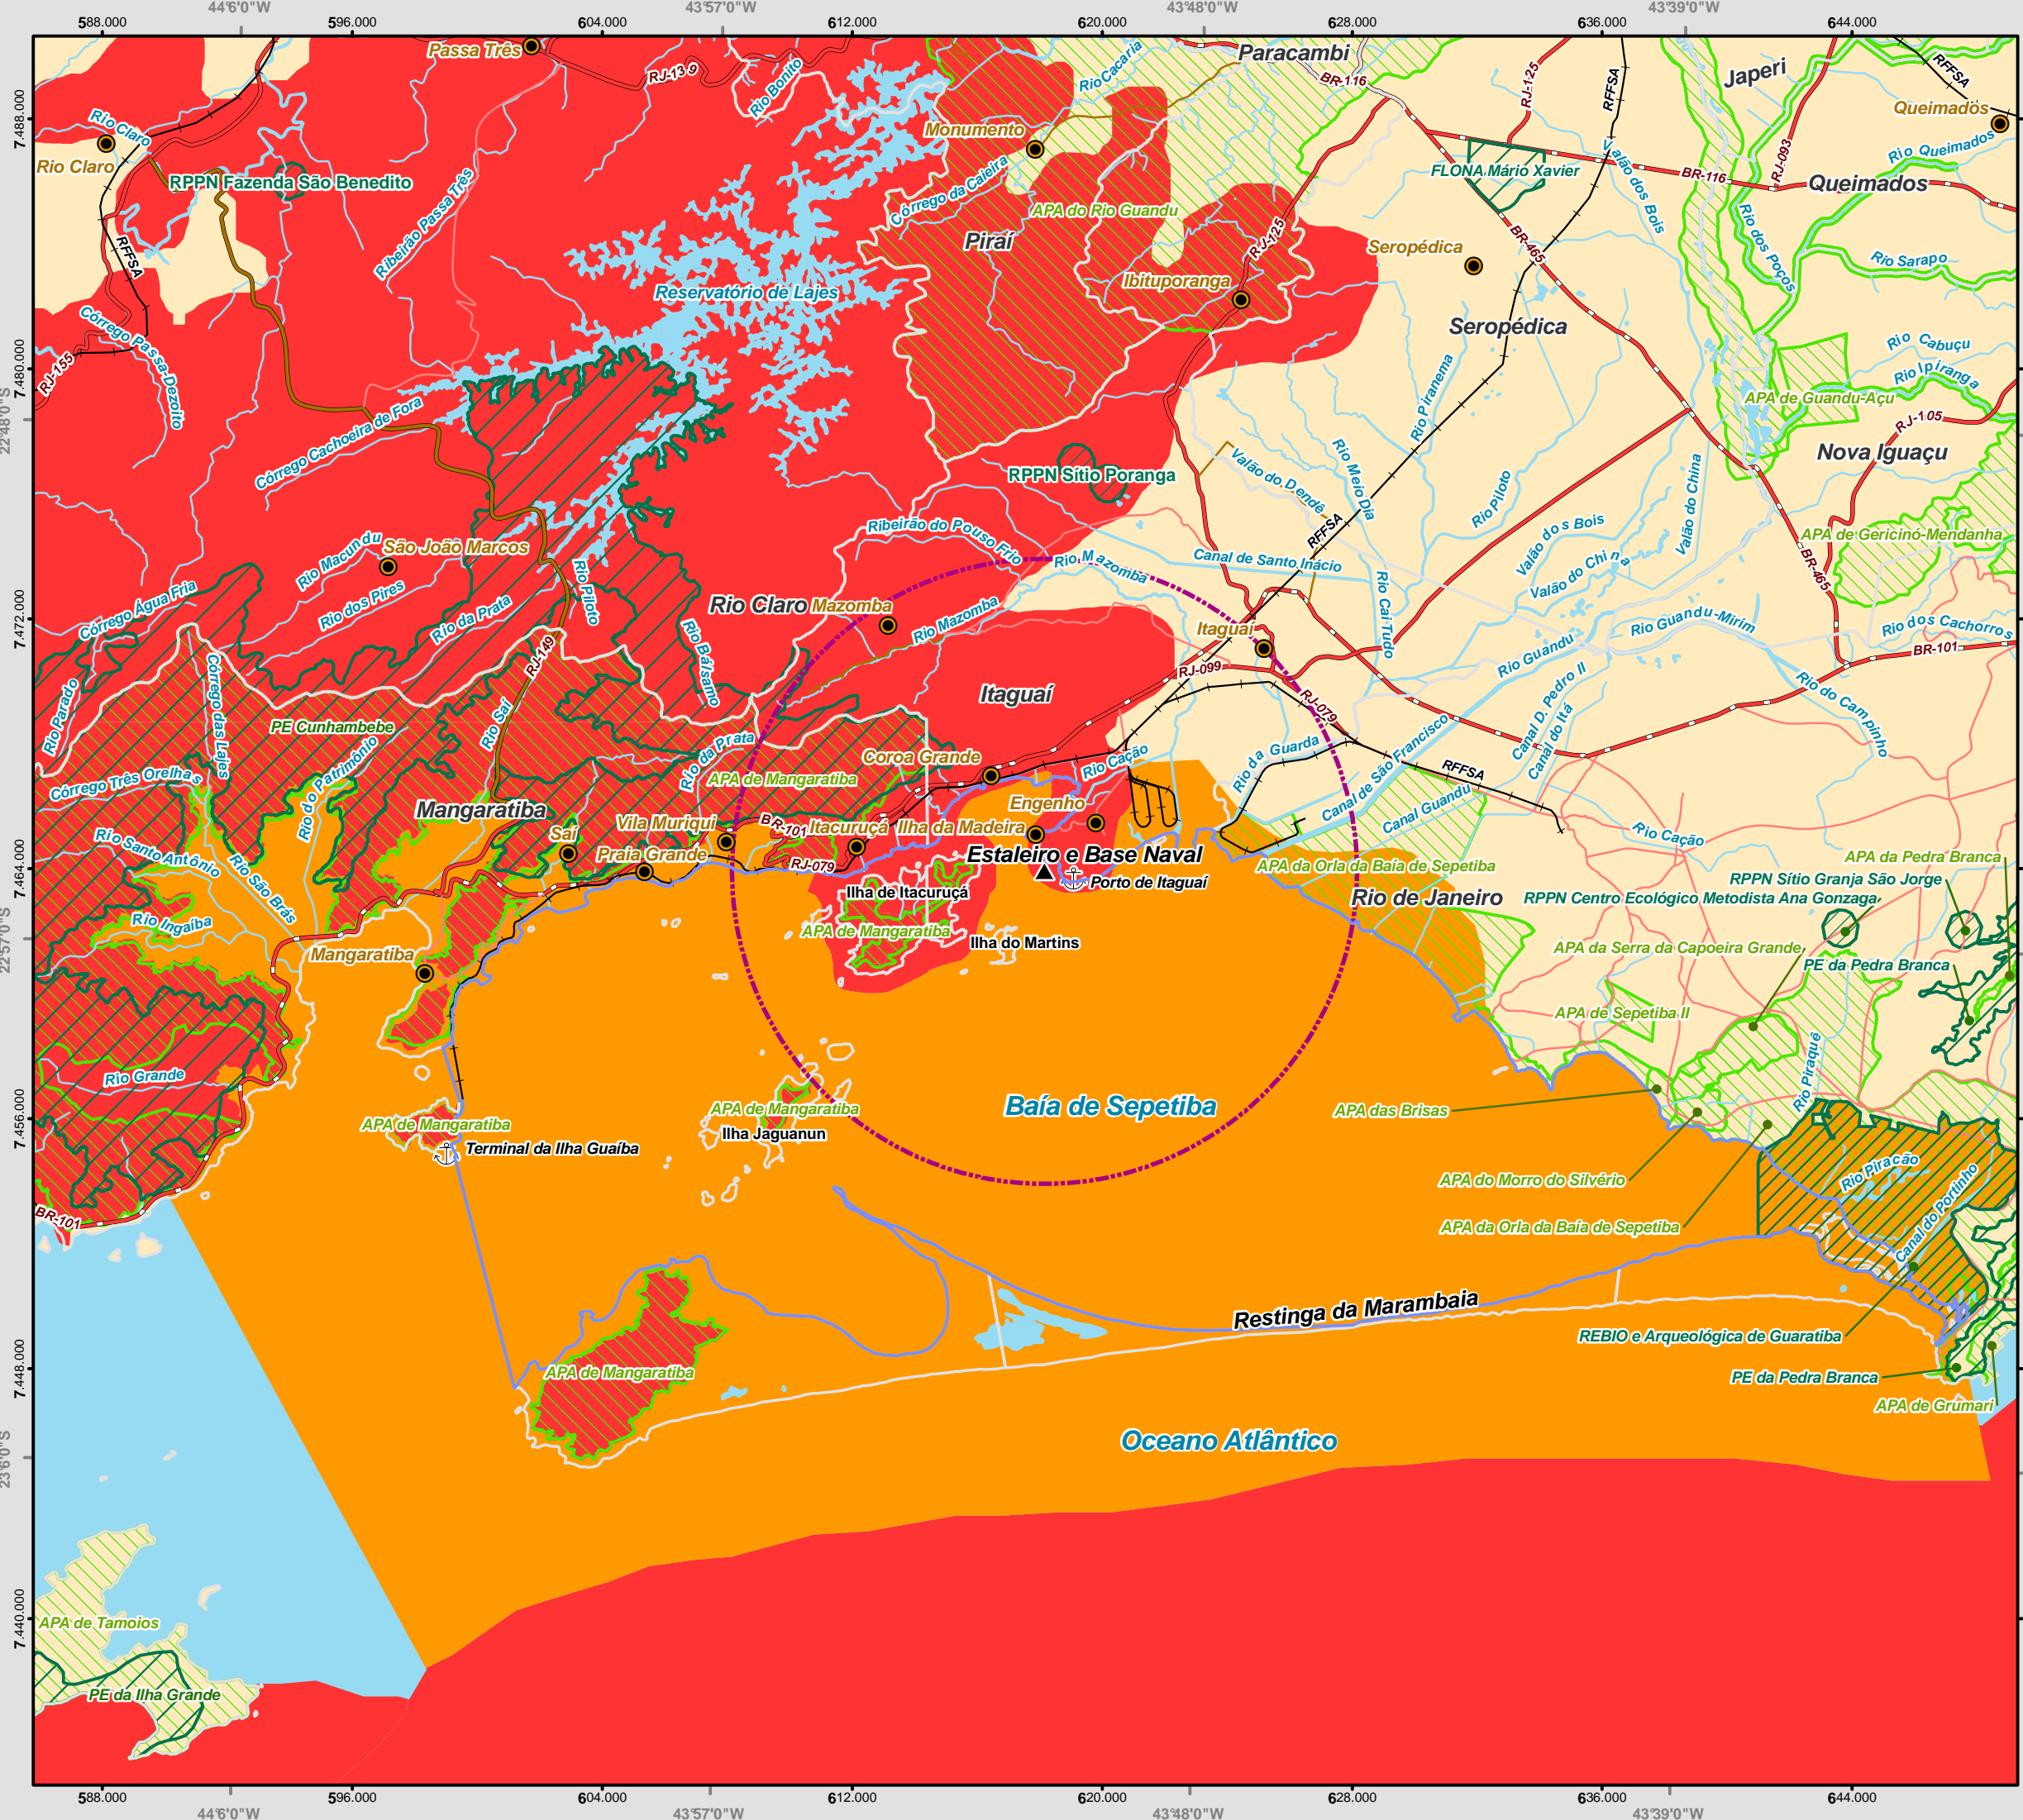 44°6'0"W
43°57'0"W
43°48'0"W
43°39'0"W
588.000
596.000
604.000
612.000
620.000
628.000
636.000
644.000
Passa Três
RJ-139
Rio Bonito
Rio Cacaria
Paracambi
BR-116
RJ-125
RFFSA
Japeri
RFFSA
Queimados
7.488.000
Rio Claro
Rio Claro
Monumento
RJ-093
Rio Queimados
RPPN Fazenda São Benedito
Ribeirão Passa Três
Córrego da Caieira
FLONA Mário Xavier
Valão dos Bois
BR-116
Queimados
APA do Rio Guandu
Piraí
RJ-125
Seropédica
BR-465
Rio dos Poços
Rio Sarapo
RFFSA
Ibituporanga
Reservatório de Lajes
Seropédica
Córrego Passa-Dezoito
7.480.000
RJ-155
Rio Cabuçu
Rio Ipiranga
Rio Piranema
APA de Guandu-Açu
RJ-105
22°48'0"S
Córrego Cachoeira de Fora
Nova Iguaçu
RPPN Sítio Poranga
Valão do Dendê
Rio Meio Dia
Rio Piloto
Valão do China
Ribeirão do Pouso Frio
RFFSA
Valão dos Bois
APA de Gericinó-Mendanha
Rio Macundu
São João Marcos
Rio Mazomba
Canal de Santo Inácio
Valão do China
BR-465
Rio Piloto
Rio Cai Tudo
7.472.000
Córrego Água Fria
Rio dos Pires
Rio da Prata
Rio Claro
Mazomba
Rio Mazomba
Itaguaí
Rio Guandu-Mirim
Rio dos Cachorros
BR-101
Rio Bálsamo
RJ-149
RJ-099
Rio Guandu
Rio Parado
Córrego das Lajes
Itaguaí
RJ-079
Canal D. Pedro II
Canal do Itá
Rio do Campinho
PE Cunhambebe
Rio Saí
Rio da Prata
Córrego Três Orelhas
Rio do Patrimônio
APA de Mangaratiba
Coroa Grande
Rio Cação
Rio da Guarda
Canal de São Francisco
RFFSA
Mangaratiba
Engenho
Canal Guandu
Vila Muriqui
BR-101
Itacuruçá
Ilha da Madeira
Saí
Rio Cação
Rio Santo Antônio
Praia Grande
RJ-079
Estaleiro e Base Naval
APA da Orla da Baía de Sepetiba
APA da Pedra Branca
7.464.000
Rio São Brás
Ilha de Itacuruçá
Porto de Itaguaí
RPPN Sítio Granja São Jorge
Rio de Janeiro
RPPN Centro Ecológico Metodista Ana Gonzaga
Rio Ingaíba
APA de Mangaratiba
22°57'0"S
Mangaratiba
Ilha do Martins
APA da Serra da Capoeira Grande
PE da Pedra Branca
APA de Sepetiba II
Rio Grande
Rio Piraquê
7.456.000
APA de Mangaratiba
APA de Mangaratiba
Baía de Sepetiba
APA das Brisas
Ilha Jaguanun
Terminal da Ilha Guaíba
Rio Piracão
APA do Morro do Silvério
BR-101
APA da Orla da Baía de Sepetiba
Canal do Portinho
Restinga da Marambaia
REBIO e Arqueológica de Guaratiba
7.448.000
APA de Mangaratiba
PE da Pedra Branca
APA de Grumari
Oceano Atlântico
23°6'0"S
7.440.000
APA de Tamoios
PE da Ilha Grande
588.000
596.000
604.000
612.000
620.000
628.000
636.000
644.000
44°6'0"W
43°57'0"W
43°48'0"W
43°39'0"W